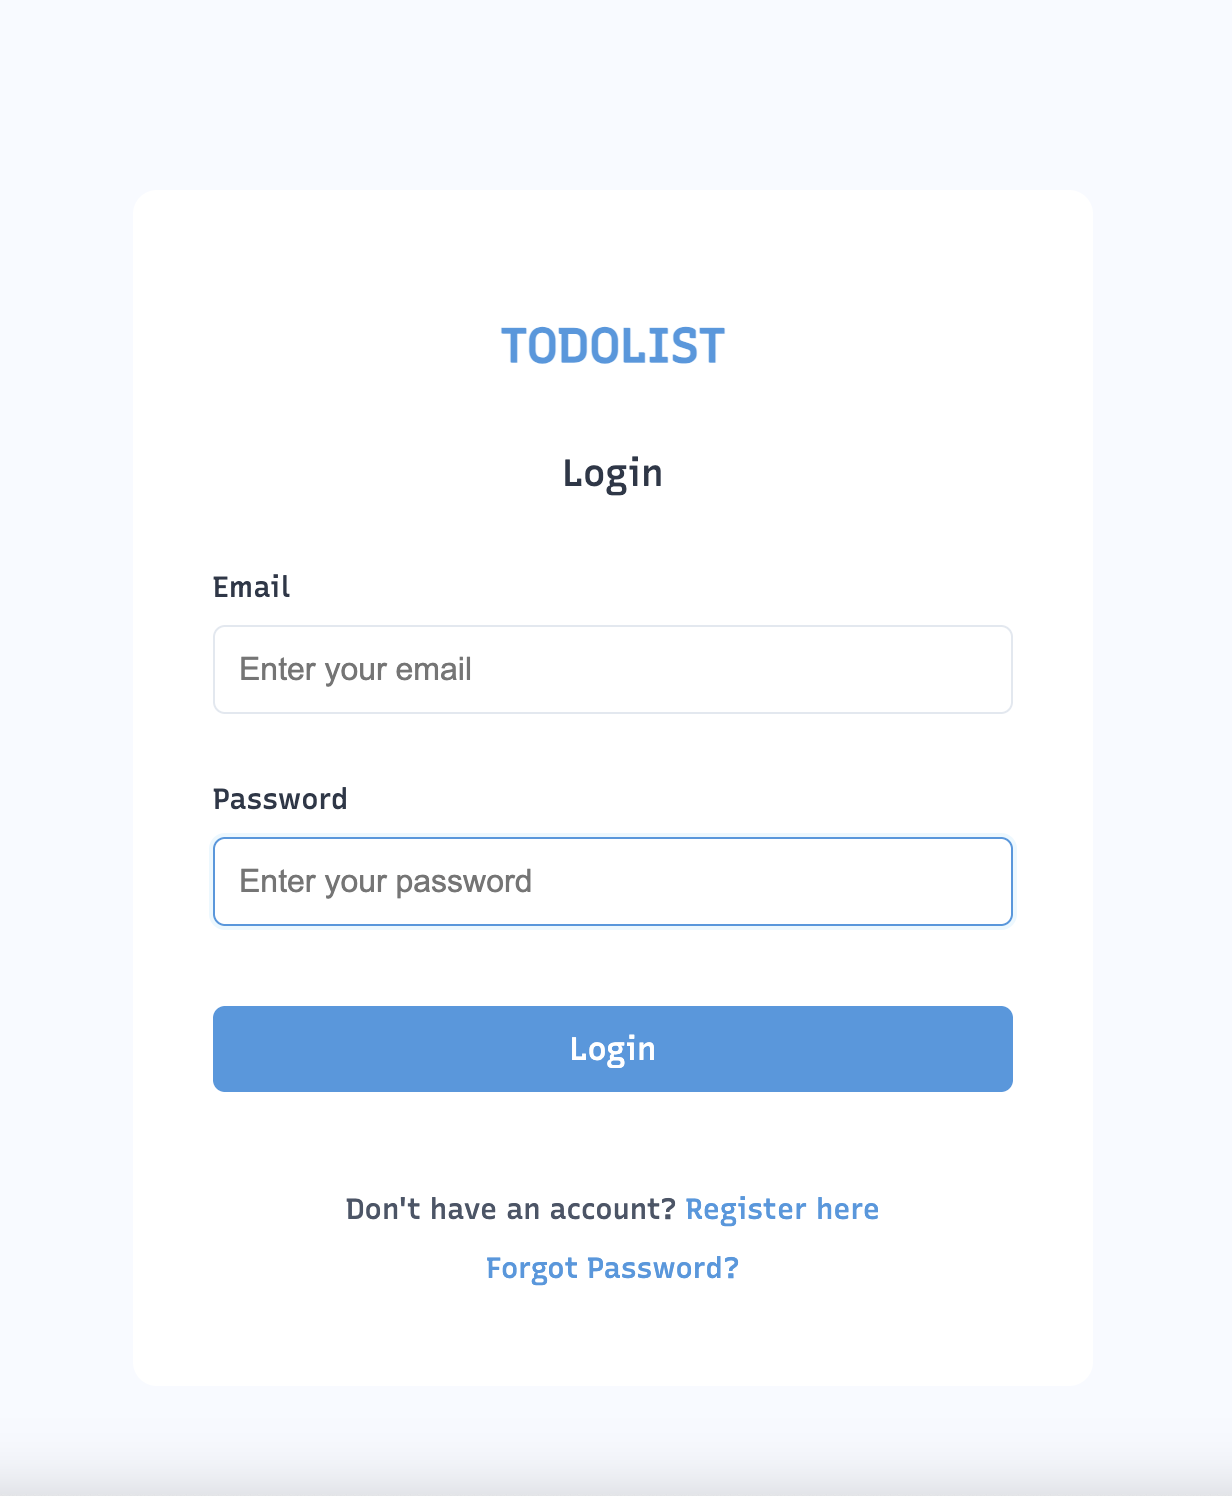 TODOLIST
Login
Email
Enter your email
Password
Enter your password
Login
Don't have an account? Register here
Forgot Password?